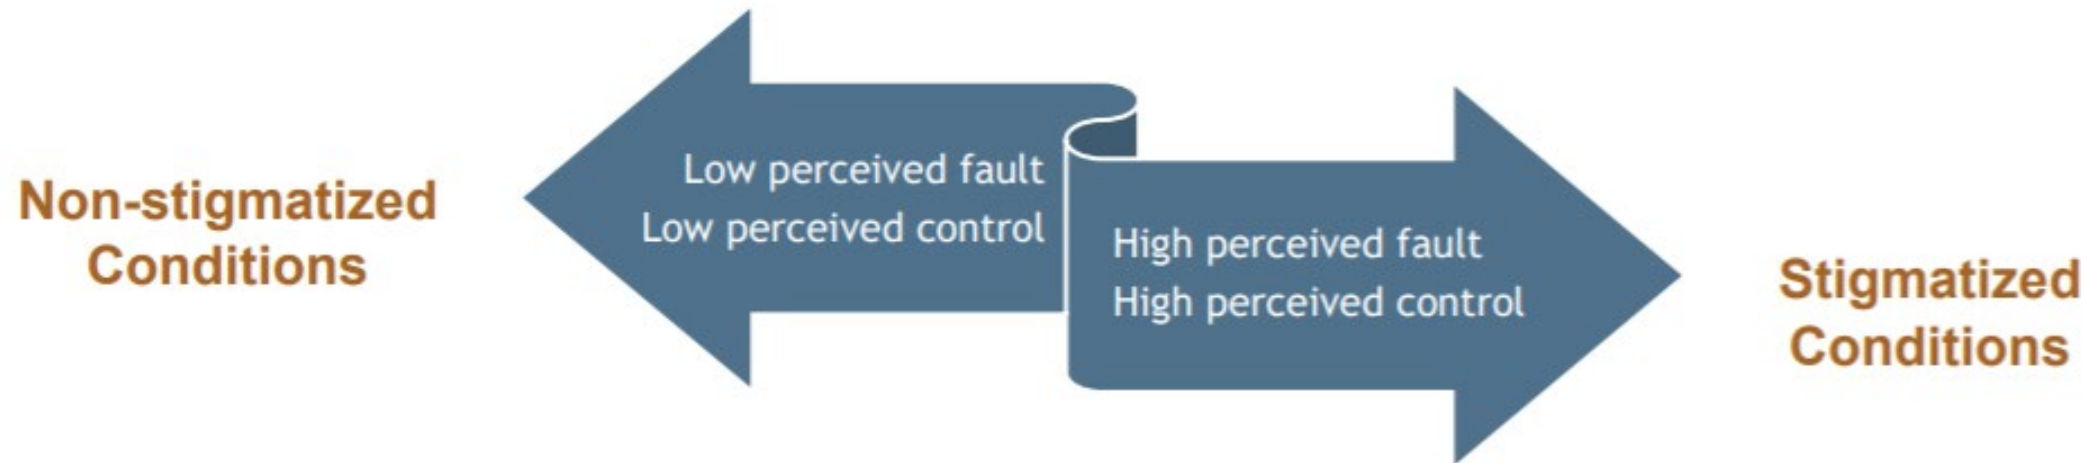 Non-stigmatized
Conditions
Low perceived fault
Low perceived control
High perceived fault
High perceived control
Stigmatized
Conditions